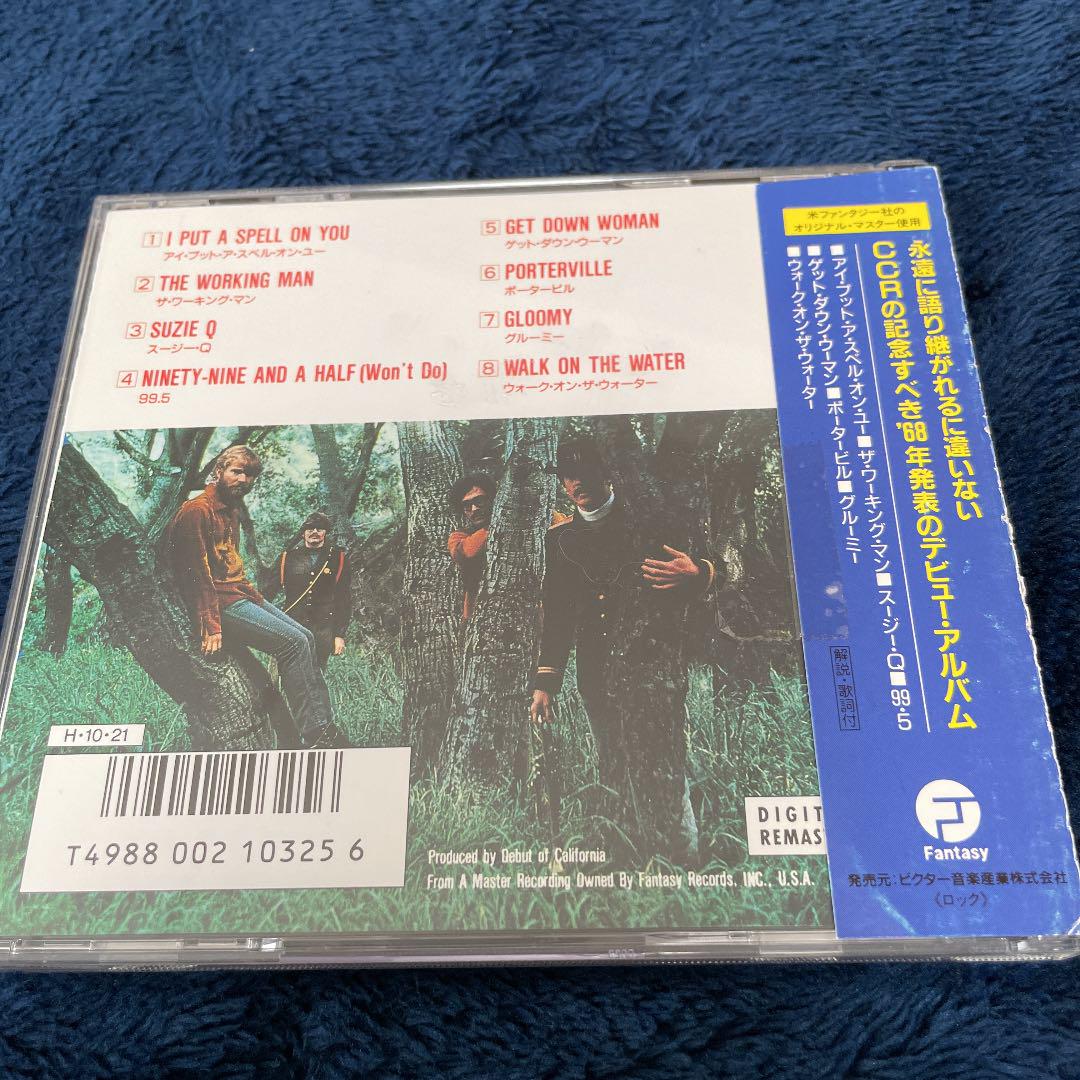 1 I PUT A SPELL ON YOU
アイ・プット・ア・スペル・オン・ユー
2 THE WORKING MAN
ザ・ワーキング・マン
3 SUZIE Q
スージー・Q
4 NINETY-NINE AND A HALF (Won't Do)
99.5
5 GET DOWN WOMAN
ゲット・ダウン・ウーマン
6 PORTERVILLE
ポータービル
7 GLOOMY
グルーミー
8 WALK ON THE WATER
ウォーク・オン・ザ・ウォーター
H・10・21
T4988 002 10325 6
Produced by Debut of California
From A Master Recording Owned By Fantasy Records, INC., U.S.A.
DIGIT
REMAS
米ファンタジー社の
オリジナル・マスター使用
永遠に語り継がれるに違いない
CCRの記念すべき'68年発表のデビュー・アルバム
■アイ・プット・ア・スペル・オン・ユー■ザ・ワーキング・マン■スージー・Q■99・5
■ゲット・ダウン・ウーマン■ポータービル■グルーミー
■ウォーク・オン・ザ・ウォーター
解説・歌詞付
Fantasy
発売元:ビクター音楽産業株式会社
〈ロック〉